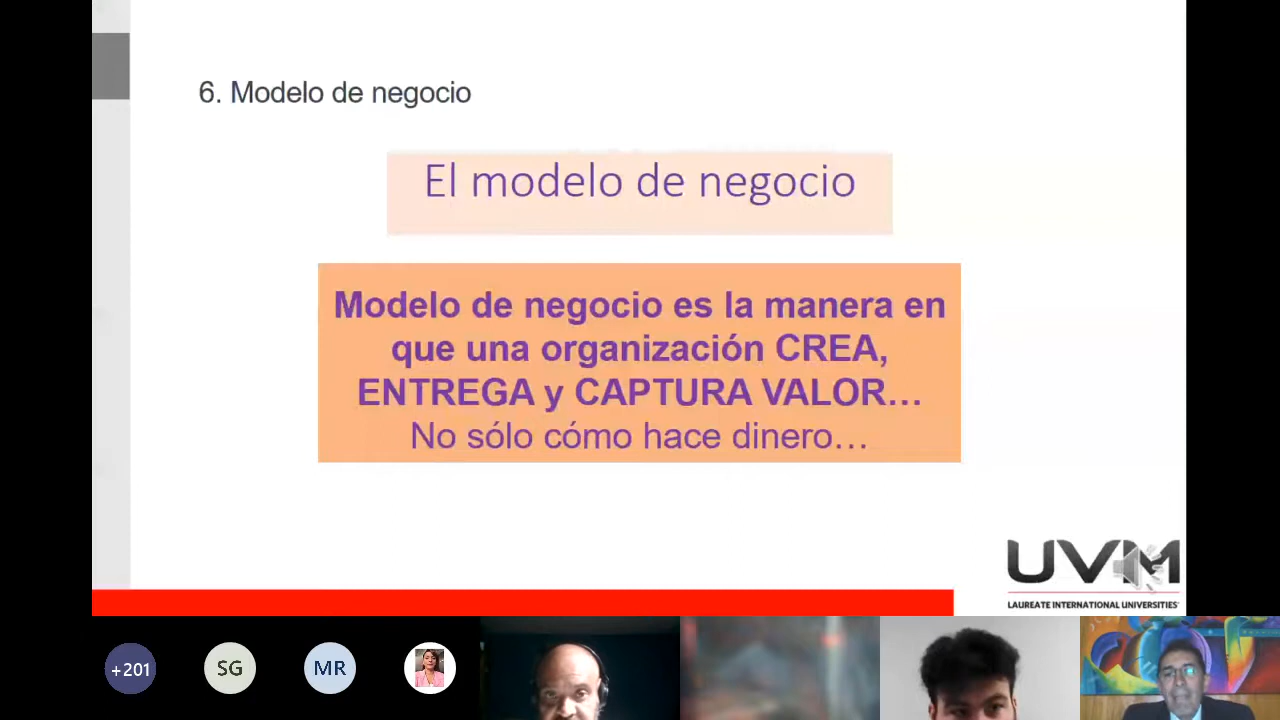 6. Modelo de negocio
El modelo de negocio
Modelo de negocio es la manera en
que una organización CREA,
ENTREGA y CAPTURA VALOR…
No sólo cómo hace dinero…
UVM
LAUREATE INTERNATIONAL UNIVERSITIES
+201
SG
MR